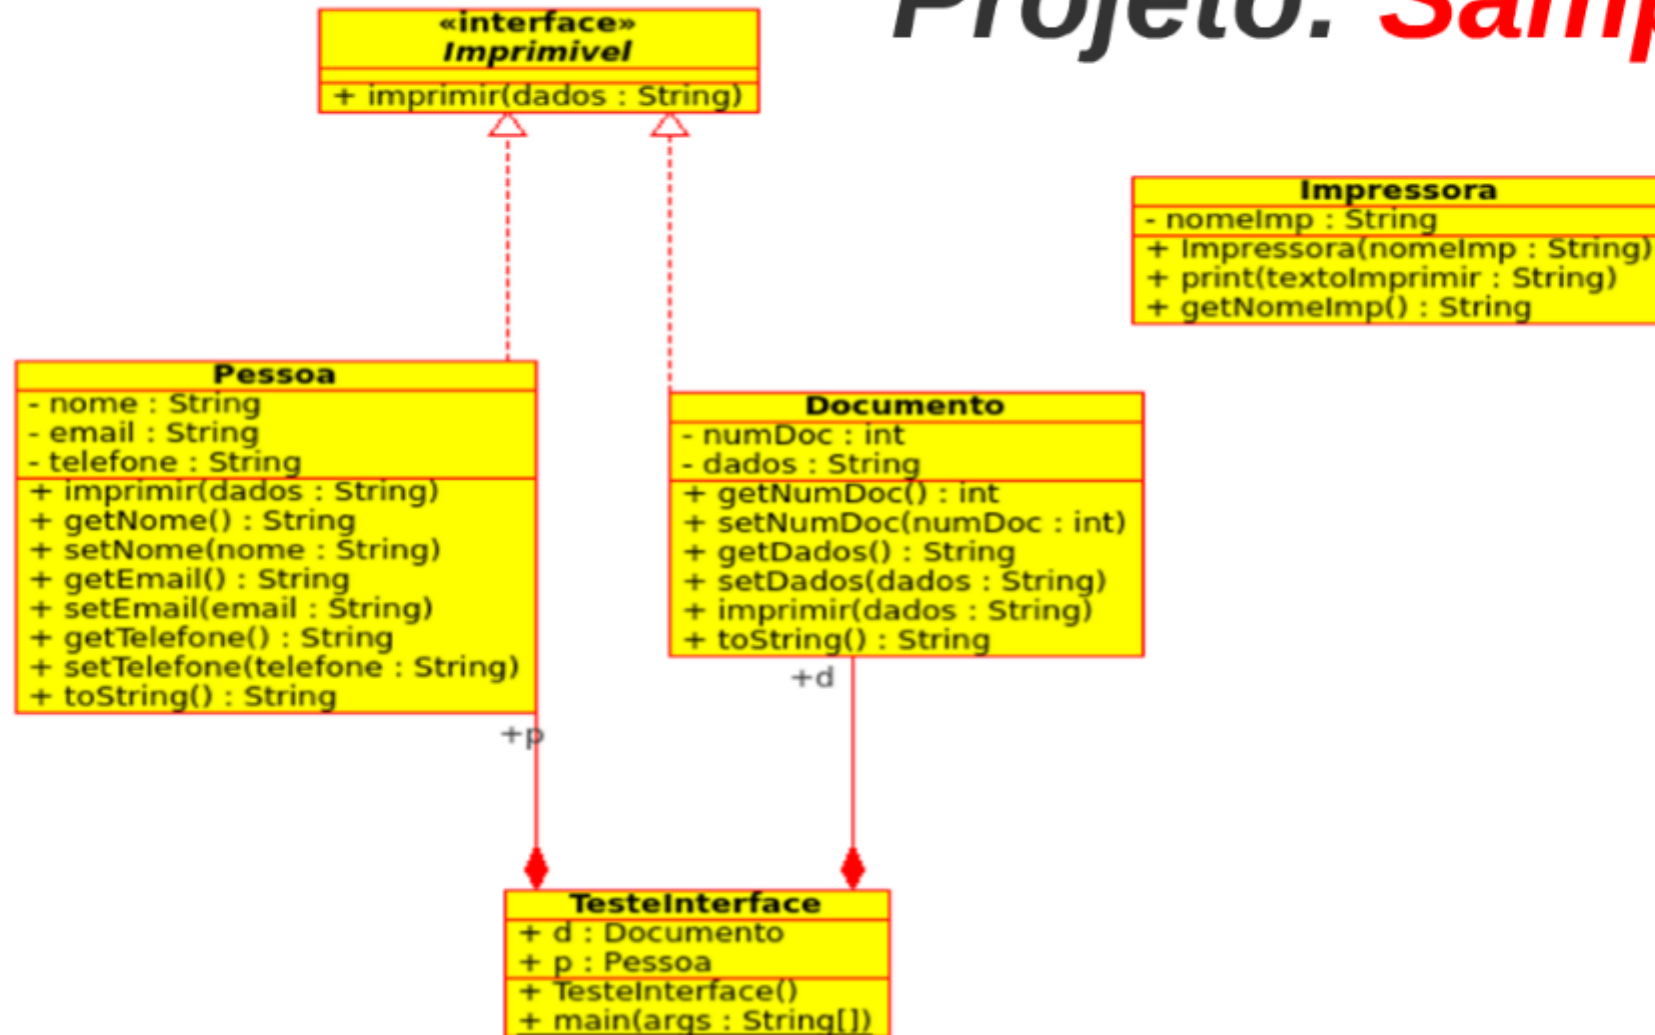 Projeto:
«interface»
Imprimivel
+ imprimir(dados : String)
Impressora
- nomeImp : String
+ Impressora(nomeImp : String)
+ print(textoImprimir : String)
+ getNomeImp() : String
Pessoa
- nome : String
- email : String
- telefone : String
+ imprimir(dados : String)
+ getNome() : String
+ setNome(nome : String)
+ getEmail() : String
+ setEmail(email : String)
+ getTelefone() : String
+ setTelefone(telefone : String)
+ toString() : String
Documento
- numDoc : int
- dados : String
+ getNumDoc() : int
+ setNumDoc(numDoc : int)
+ getDados() : String
+ setDados(dados : String)
+ imprimir(dados : String)
+ toString() : String
+d
+p
TesteInterface
+ d : Documento
+ p : Pessoa
+ TesteInterface()
+ main(args : String[])